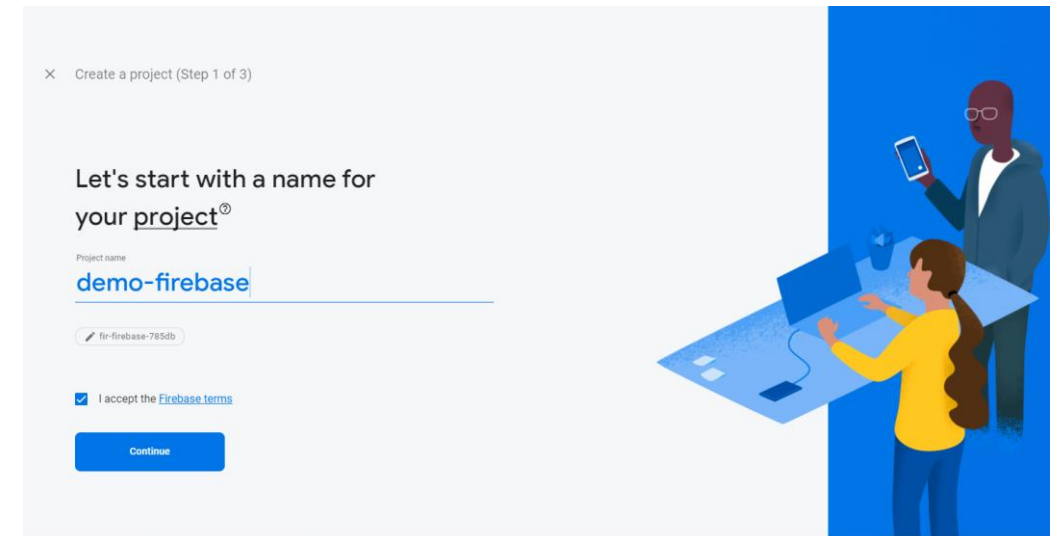 Create a project (Step 1 of 3)
Let's start with a name for
your project
Project name
demo-firebase
fir-firebase-785db
I accept the Firebase terms
Continue